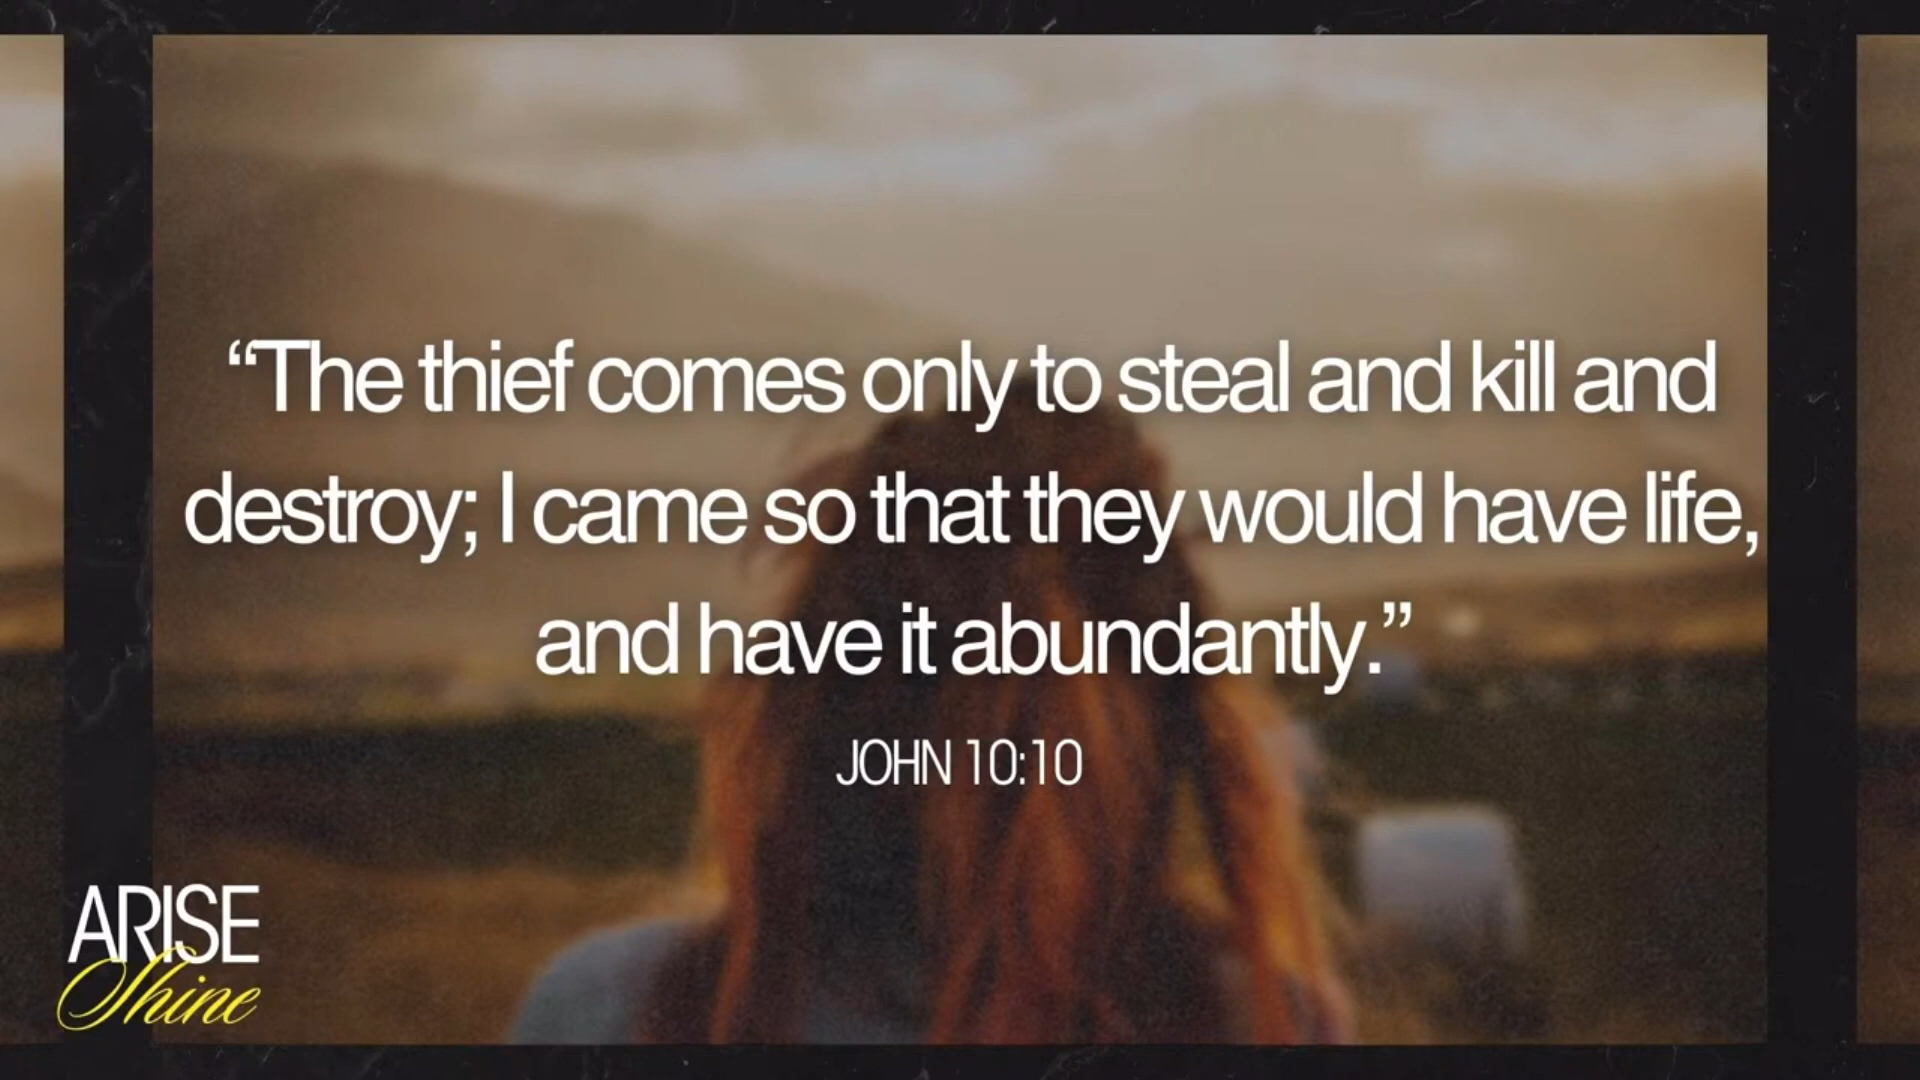 “The thief comes only to steal and kill and
destroy; I came so that they would have life,
and have it abundantly.”
JOHN 10:10
ARISE
Shine